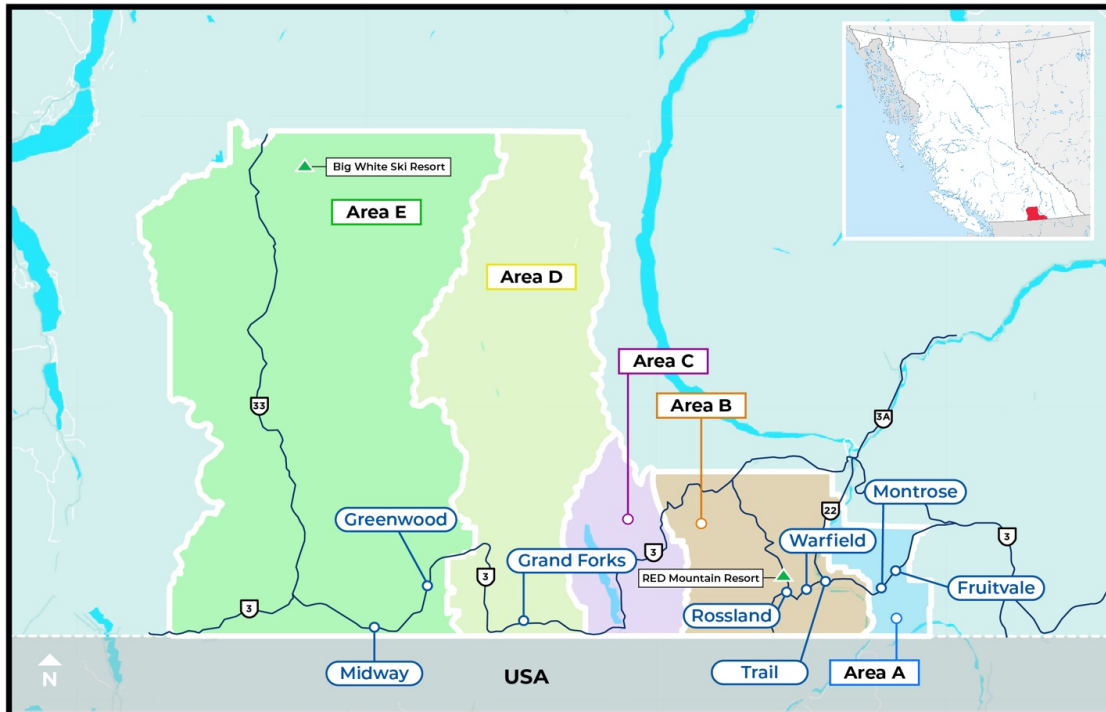 Big White Ski Resort
Area E
Area D
Area C
Area B
33
3A
Greenwood
Montrose
22
Warfield
3
Grand Forks
3
3
RED Mountain Resort
Fruitvale
3
Rossland
N
Midway
USA
Trail
Area A